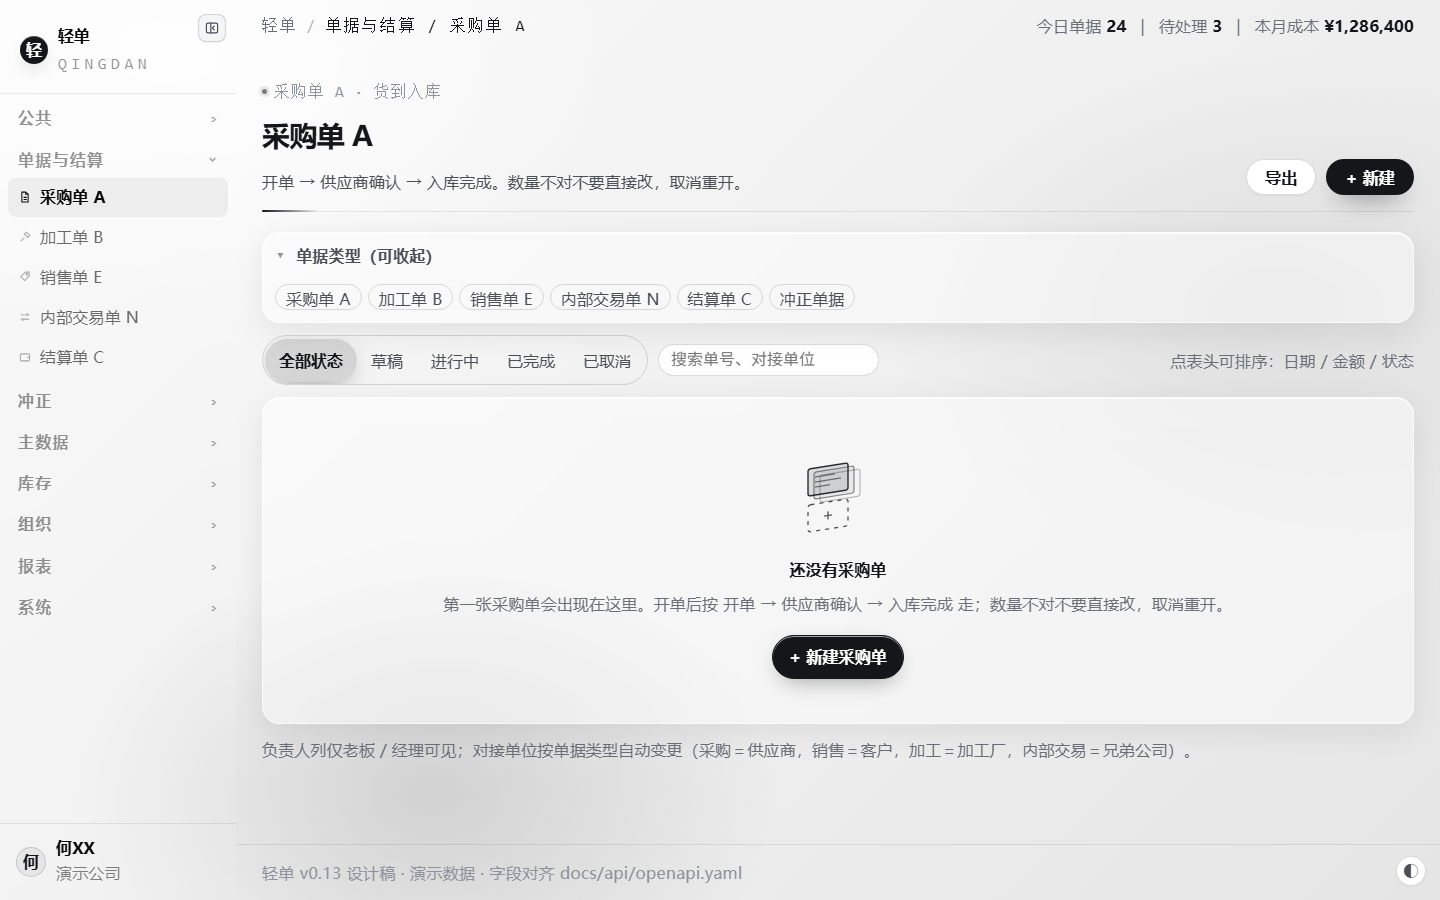 轻单
QINGDAN
公共
单据与结算
采购单 A
加工单 B
销售单 E
内部交易单 N
结算单 C
冲正
主数据
库存
组织
报表
系统
何
何XX
演示公司
轻单 / 单据与结算 / 采购单 A
今日单据 24 | 待处理 3 | 本月成本 ¥1,286,400
采购单 A · 货到入库
采购单 A
开单 → 供应商确认 → 入库完成。数量不对不要直接改，取消重开。
导出
+ 新建
单据类型（可收起）
采购单 A
加工单 B
销售单 E
内部交易单 N
结算单 C
冲正单据
全部状态
草稿
进行中
已完成
已取消
搜索单号、对接单位
点表头可排序：日期 / 金额 / 状态
还没有采购单
第一张采购单会出现在这里。开单后按 开单 → 供应商确认 → 入库完成 走；数量不对不要直接改，取消重开。
+ 新建采购单
负责人列仅老板 / 经理可见；对接单位按单据类型自动变更（采购＝供应商，销售＝客户，加工＝加工厂，内部交易＝兄弟公司）。
轻单 v0.13 设计稿 · 演示数据 · 字段对齐 docs/api/openapi.yaml